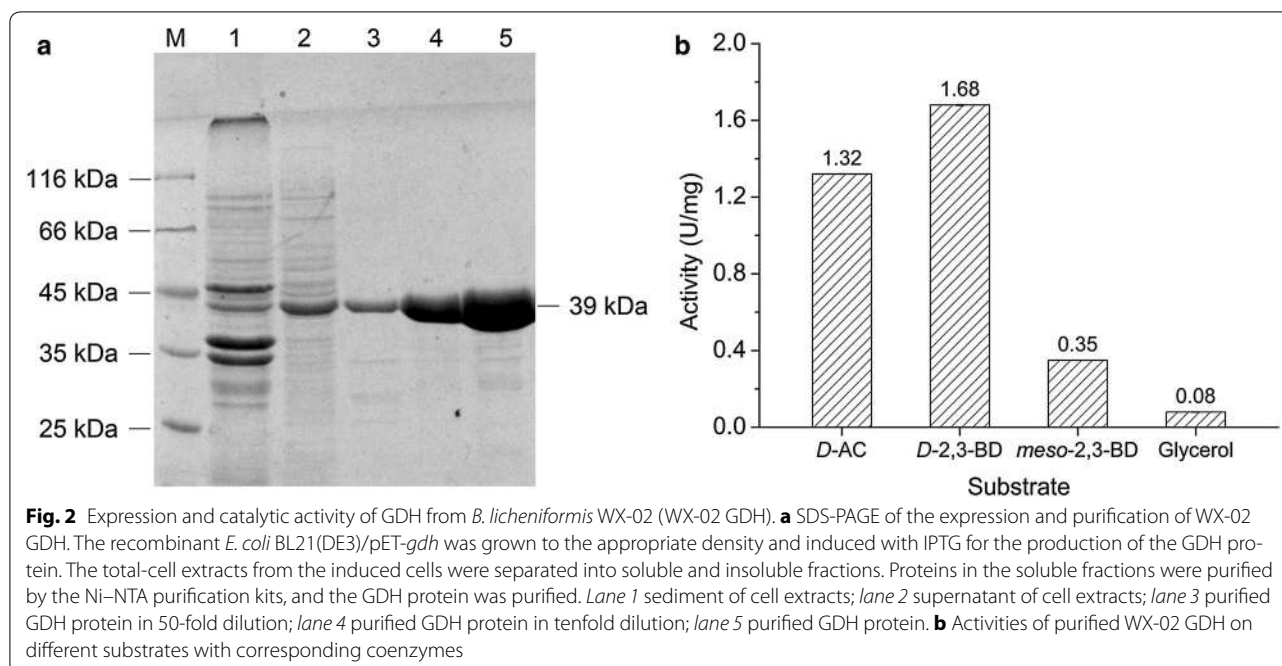 a
M 1 2 3 4 5
116 kDa
66 kDa
45 kDa
39 kDa
35 kDa
25 kDa
b
2.0
1.6
1.2
0.8
0.4
0.0
Activity (U/mg)
1.32
1.68
0.35
0.08
D-AC D-2,3-BD meso-2,3-BD Glycerol
Substrate
Fig. 2 Expression and catalytic activity of GDH from B. licheniformis WX-02 (WX-02 GDH). a SDS-PAGE of the expression and purification of WX-02
GDH. The recombinant E. coli BL21(DE3)/pET-gdh was grown to the appropriate density and induced with IPTG for the production of the GDH pro-
tein. The total-cell extracts from the induced cells were separated into soluble and insoluble fractions. Proteins in the soluble fractions were purified
by the Ni–NTA purification kits, and the GDH protein was purified. Lane 1 sediment of cell extracts; lane 2 supernatant of cell extracts; lane 3 purified
GDH protein in 50-fold dilution; lane 4 purified GDH protein in tenfold dilution; lane 5 purified GDH protein. b Activities of purified WX-02 GDH on
different substrates with corresponding coenzymes